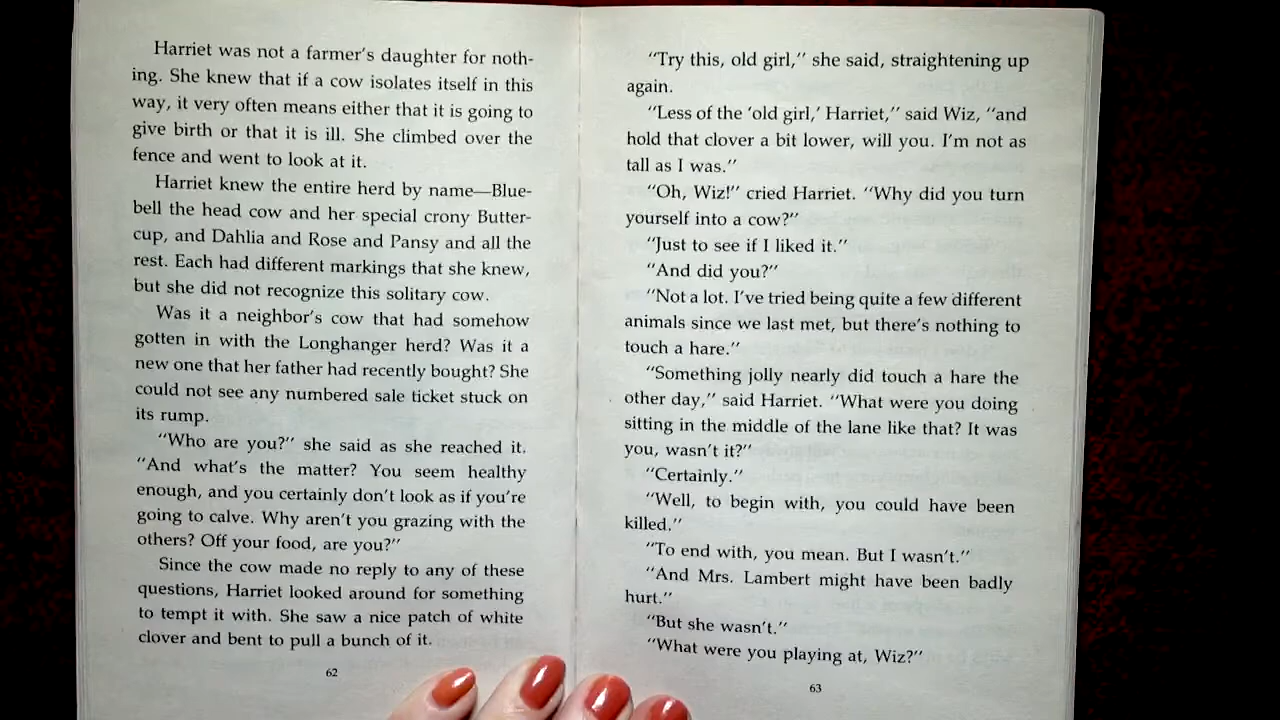 Harriet was not a farmer's daughter for noth-
ing. She knew that if a cow isolates itself in this
way, it very often means either that it is going to
give birth or that it is ill. She climbed over the
fence and went to look at it.
Harriet knew the entire herd by name—Blue-
bell the head cow and her special crony Butter-
cup, and Dahlia and Rose and Pansy and all the
rest. Each had different markings that she knew,
but she did not recognize this solitary cow.
Was it a neighbor's cow that had somehow
gotten in with the Longhanger herd? Was it a
new one that her father had recently bought? She
could not see any numbered sale ticket stuck on
its rump.
"Who are you?" she said as she reached it.
"And what's the matter? You seem healthy
enough, and you certainly don't look as if you're
going to calve. Why aren't you grazing with the
others? Off your food, are you?"
Since the cow made no reply to any of these
questions, Harriet looked around for something
to tempt it with. She saw a nice patch of white
clover and bent to pull a bunch of it.
62
"Try this, old girl," she said, straightening up
again.
"Less of the 'old girl,' Harriet," said Wiz, "and
hold that clover a bit lower, will you. I'm not as
tall as I was."
"Oh, Wiz!" cried Harriet. "Why did you turn
yourself into a cow?"
"Just to see if I liked it."
"And did you?"
"Not a lot. I've tried being quite a few different
animals since we last met, but there's nothing to
touch a hare."
"Something jolly nearly did touch a hare the
other day," said Harriet. "What were you doing
sitting in the middle of the lane like that? It was
you, wasn't it?"
"Certainly."
"Well, to begin with, you could have been
killed."
"To end with, you mean. But I wasn't."
"And Mrs. Lambert might have been badly
hurt."
"But she wasn't."
"What were you playing at, Wiz?"
63